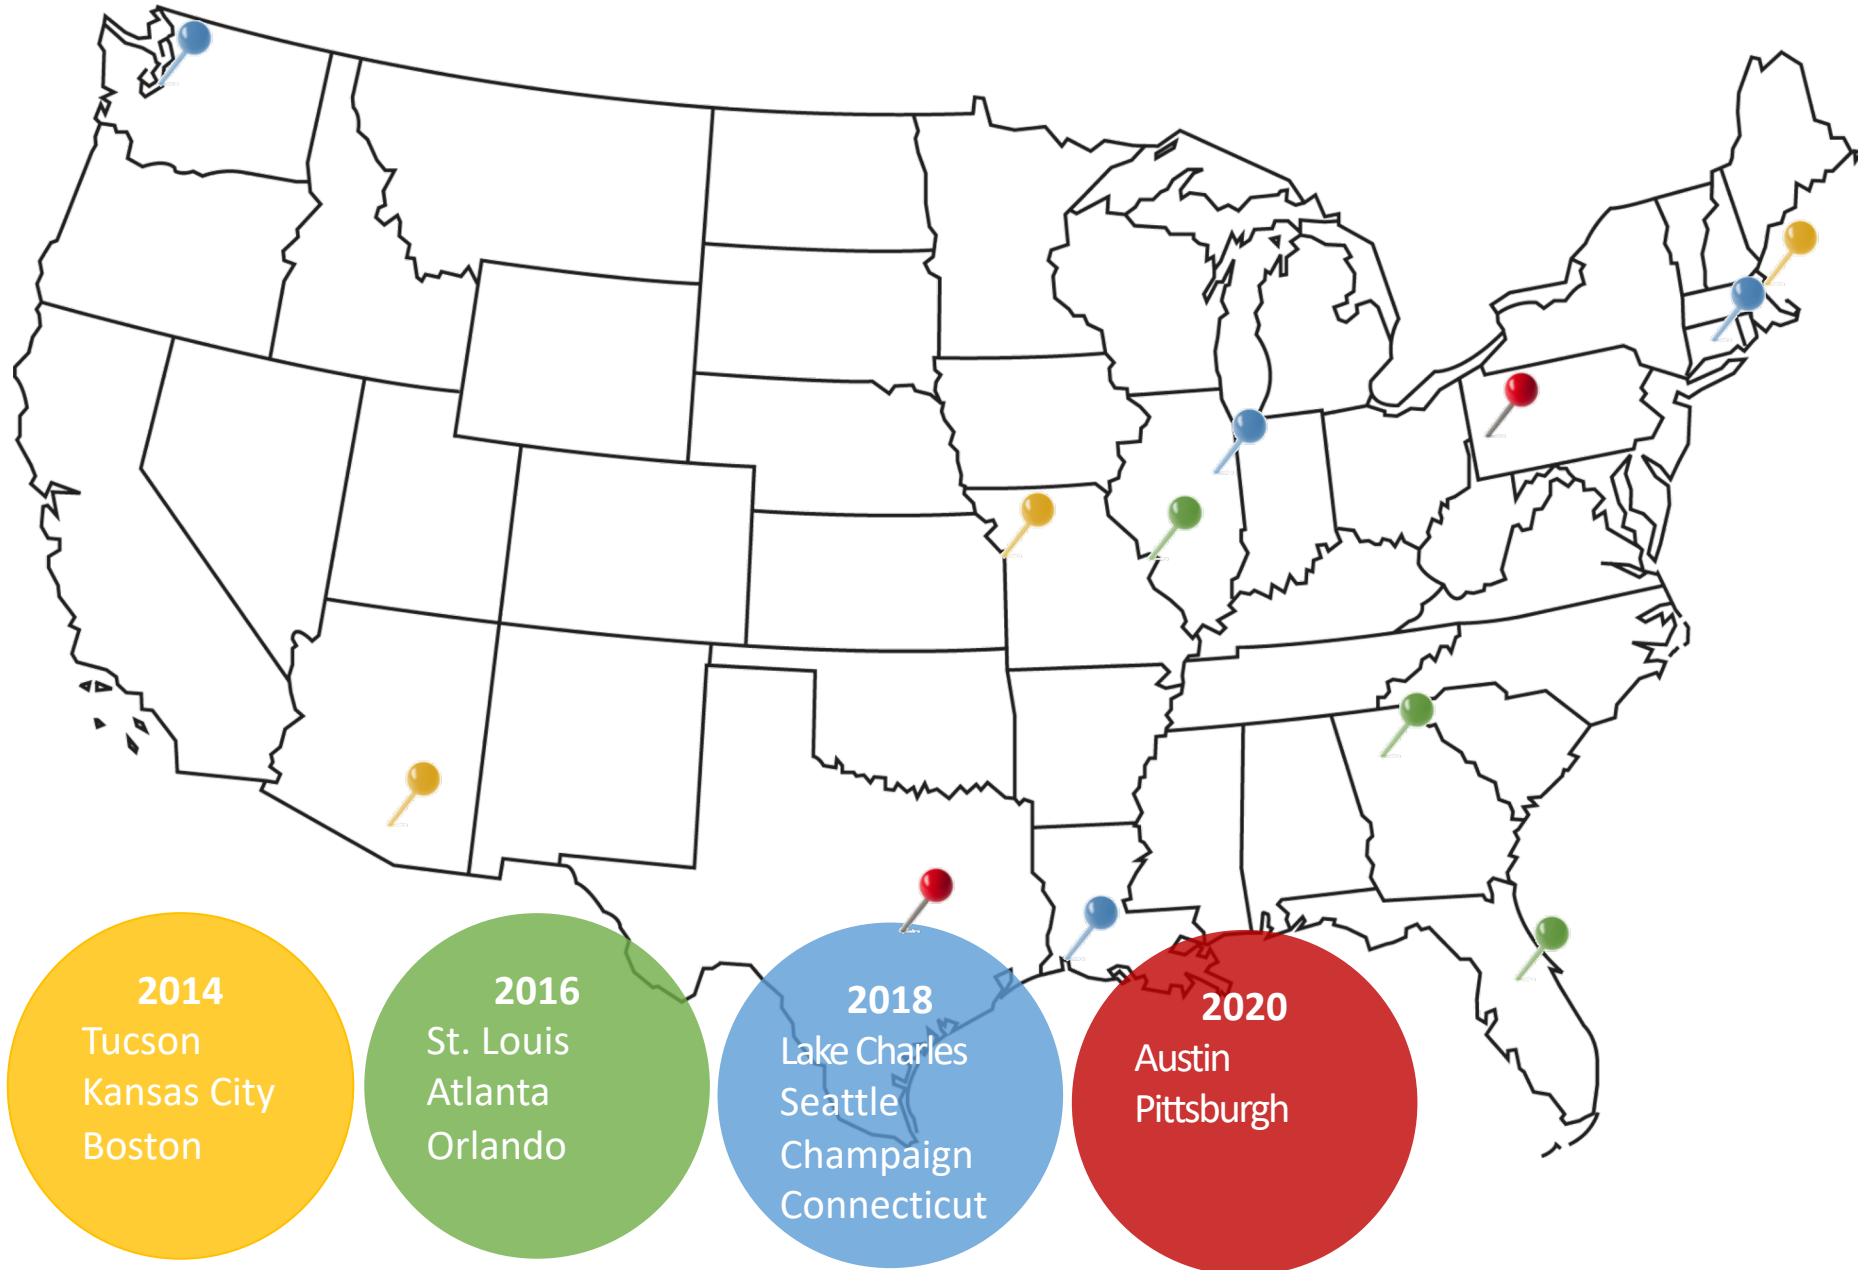 2014
Tucson
Kansas City
Boston
2016
St. Louis
Atlanta
Orlando
2018
Lake Charles
Seattle
Champaign
Connecticut
2020
Austin
Pittsburgh